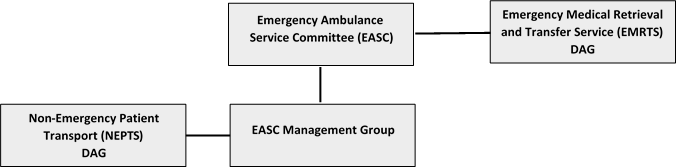 Emergency Ambulance
Service Committee (EASC)
Emergency Medical Retrieval
and Transfer Service (EMRTS)
DAG
Non-Emergency Patient
Transport (NEPTS)
DAG
EASC Management Group